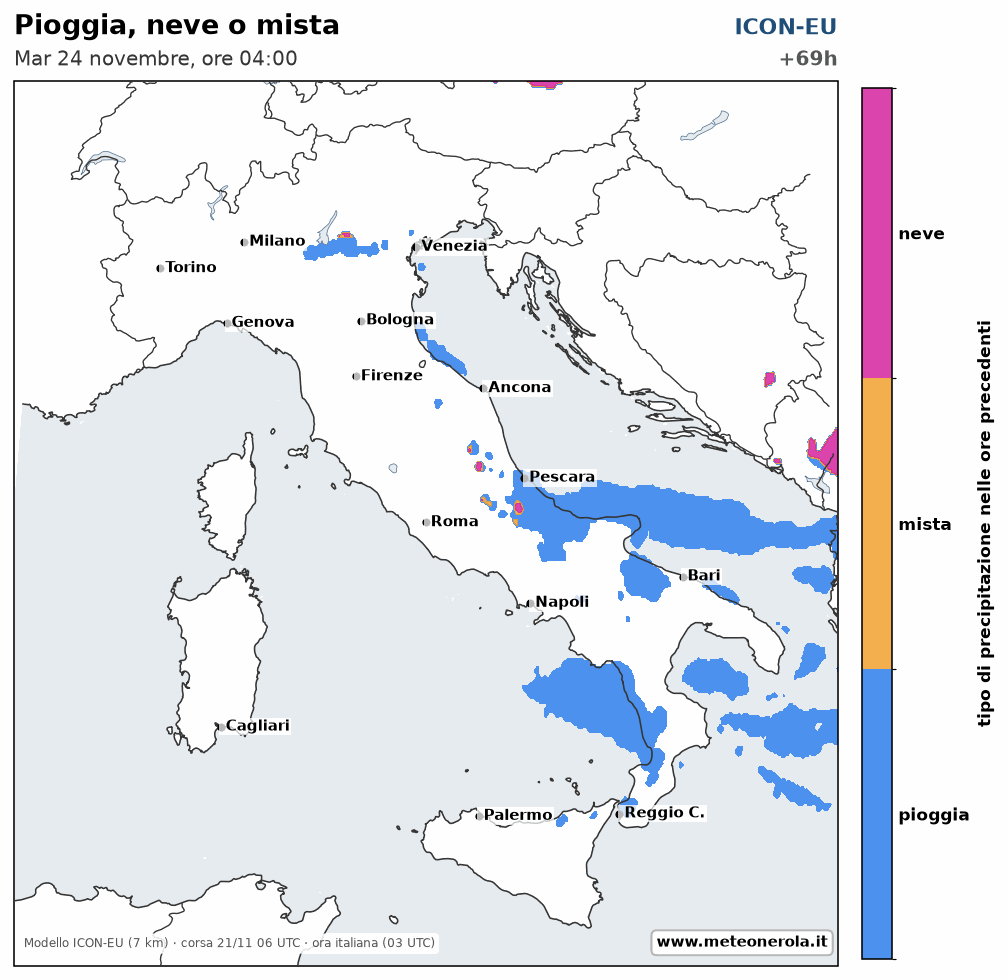 Pioggia, neve o mista
ICON-EU
Mar 24 novembre, ore 04:00
+69h
neve
mista
pioggia
tipo di precipitazione nelle ore precedenti
Milano
Venezia
Torino
Genova
Bologna
Firenze
Ancona
Pescara
Roma
Bari
Napoli
Cagliari
Palermo
Reggio C.
Modello ICON-EU (7 km) · corsa 21/11 06 UTC · ora italiana (03 UTC)
www.meteonerola.it